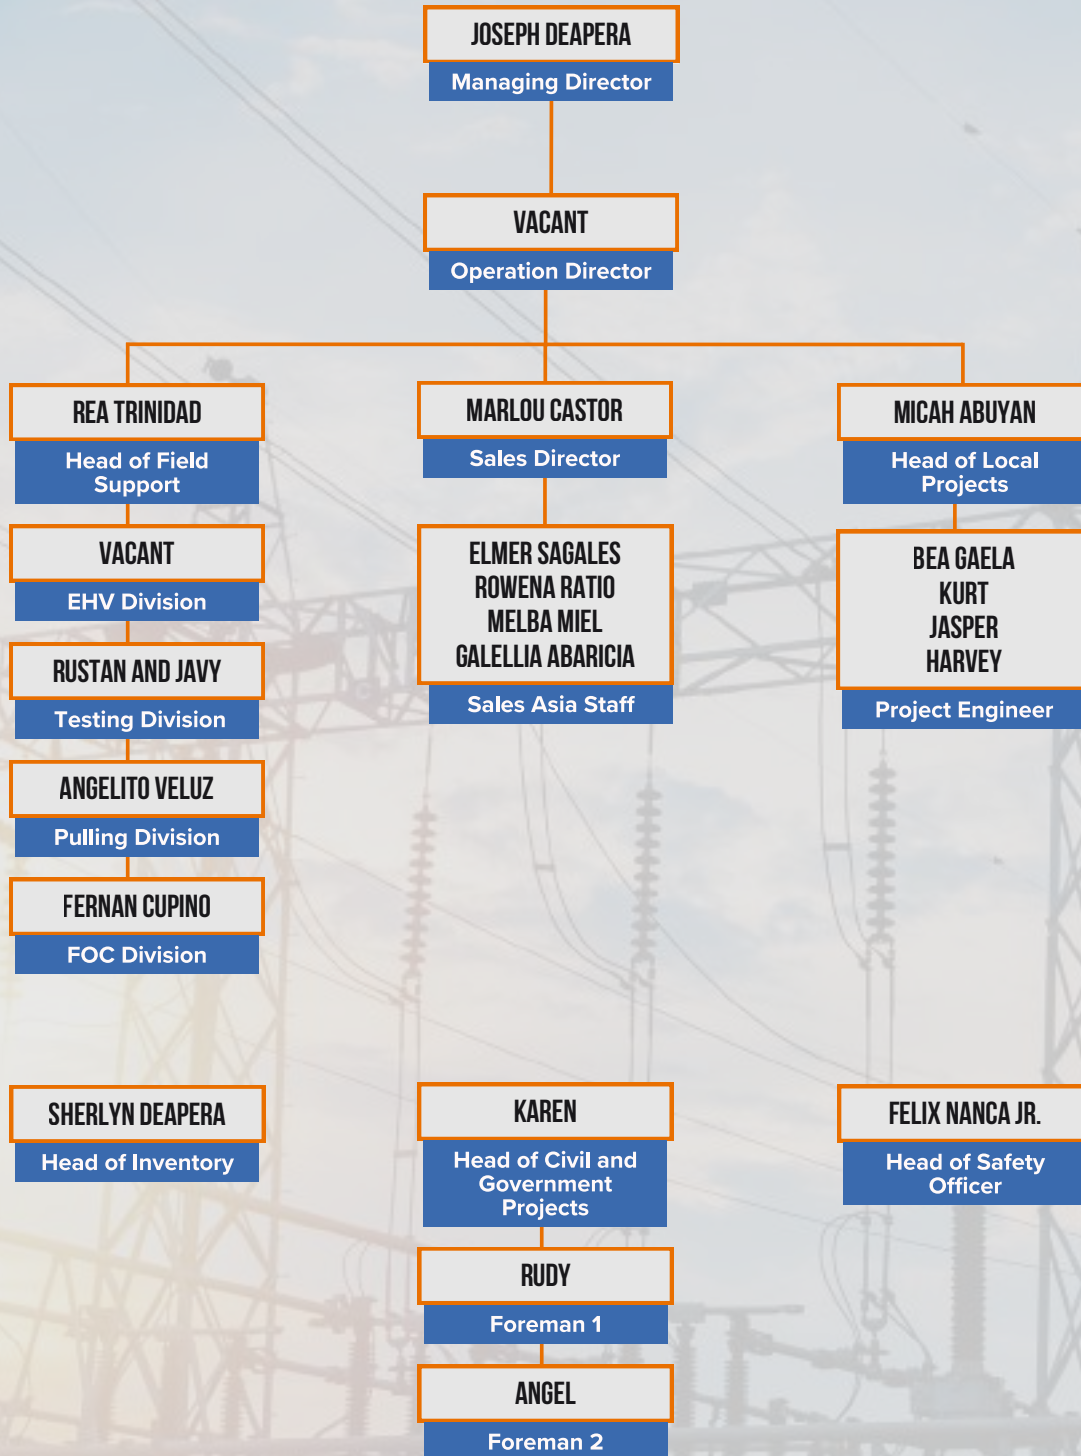 JOSEPH DEAPERA
Managing Director
VACANT
Operation Director
REA TRINIDAD
Head of Field
Support
VACANT
EHV Division
RUSTAN AND JAVY
Testing Division
ANGELITO VELUZ
Pulling Division
FERNAN CUPINO
FOC Division
MARLOU CASTOR
Sales Director
ELMER SAGALES
ROWENA RATIO
MELBA MIEL
GALELLIA ABARICIA
Sales Asia Staff
MICAH ABUYAN
Head of Local
Projects
BEA GAELA
KURT
JASPER
HARVEY
Project Engineer
SHERLYN DEAPERA
Head of Inventory
KAREN
Head of Civil and
Government
Projects
RUDY
Foreman 1
ANGEL
Foreman 2
FELIX NANCA JR.
Head of Safety
Officer